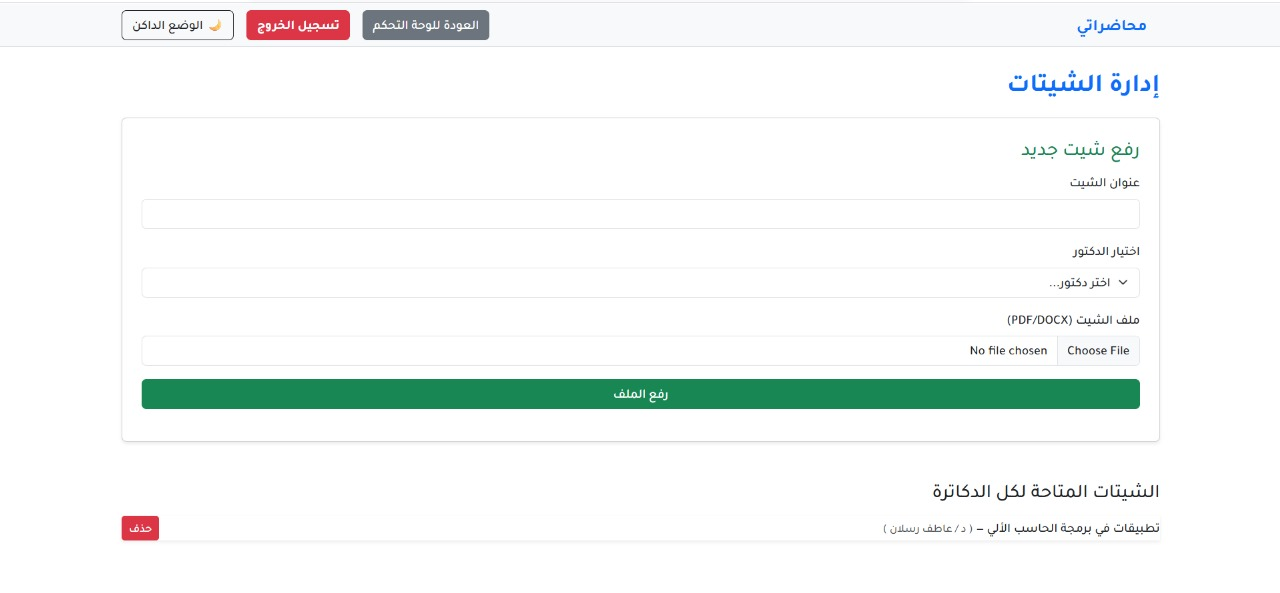 محاضراتي
العودة للوحة التحكم
تسجيل الخروج
🌙 الوضع الداكن
إدارة الشيتات
رفع شيت جديد
عنوان الشيت
اختيار الدكتور
اختر دكتور...
ملف الشيت (PDF/DOCX)
Choose File No file chosen
رفع الملف
الشيتات المتاحة لكل الدكاترة
تطبيقات في برمجة الحاسب الألي – ( د / عاطف رسلان )
حذف